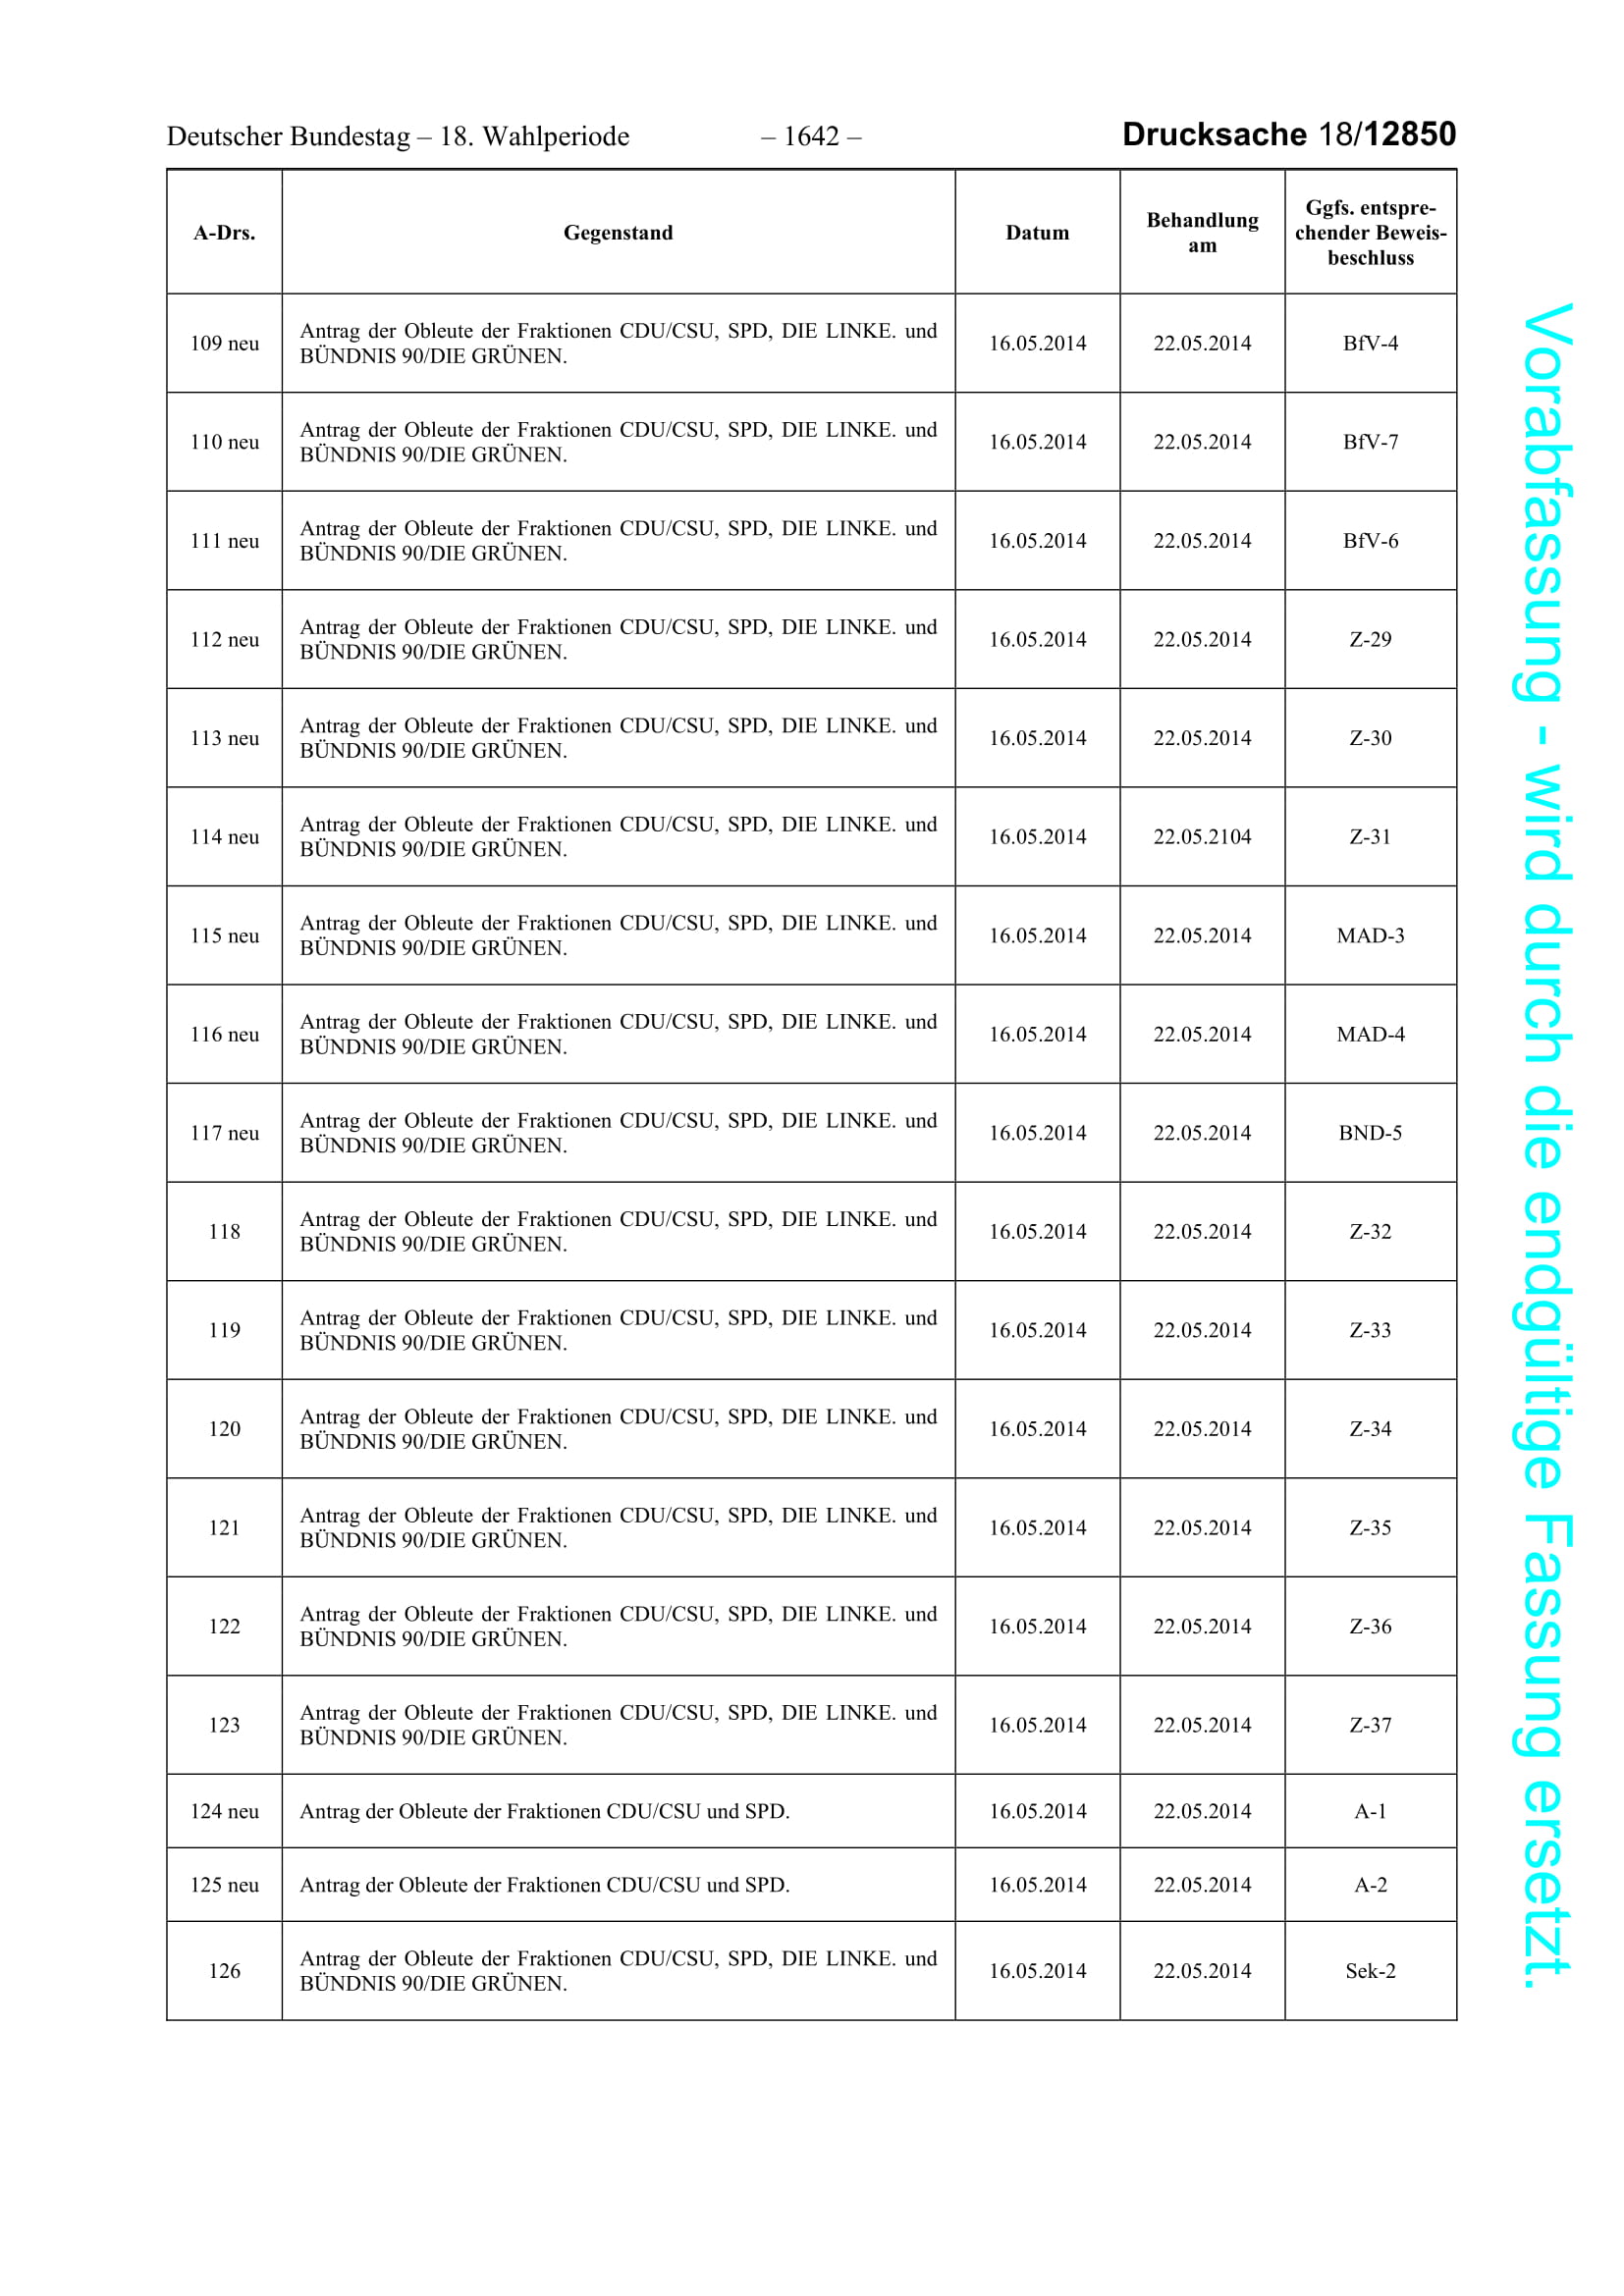 Deutscher Bundestag – 18. Wahlperiode – 1642 – Drucksache 18/12850
A-Drs. Gegenstand Datum Behandlung am Ggfs. entspre-chender Beweis-beschluss
109 neu Antrag der Obleute der Fraktionen CDU/CSU, SPD, DIE LINKE. und
BÜNDNIS 90/DIE GRÜNEN. 16.05.2014 22.05.2014 BfV-4
110 neu Antrag der Obleute der Fraktionen CDU/CSU, SPD, DIE LINKE. und
BÜNDNIS 90/DIE GRÜNEN. 16.05.2014 22.05.2014 BfV-7
111 neu Antrag der Obleute der Fraktionen CDU/CSU, SPD, DIE LINKE. und
BÜNDNIS 90/DIE GRÜNEN. 16.05.2014 22.05.2014 BfV-6
112 neu Antrag der Obleute der Fraktionen CDU/CSU, SPD, DIE LINKE. und
BÜNDNIS 90/DIE GRÜNEN. 16.05.2014 22.05.2014 Z-29
113 neu Antrag der Obleute der Fraktionen CDU/CSU, SPD, DIE LINKE. und
BÜNDNIS 90/DIE GRÜNEN. 16.05.2014 22.05.2014 Z-30
114 neu Antrag der Obleute der Fraktionen CDU/CSU, SPD, DIE LINKE. und
BÜNDNIS 90/DIE GRÜNEN. 16.05.2014 22.05.2104 Z-31
115 neu Antrag der Obleute der Fraktionen CDU/CSU, SPD, DIE LINKE. und
BÜNDNIS 90/DIE GRÜNEN. 16.05.2014 22.05.2014 MAD-3
116 neu Antrag der Obleute der Fraktionen CDU/CSU, SPD, DIE LINKE. und
BÜNDNIS 90/DIE GRÜNEN. 16.05.2014 22.05.2014 MAD-4
117 neu Antrag der Obleute der Fraktionen CDU/CSU, SPD, DIE LINKE. und
BÜNDNIS 90/DIE GRÜNEN. 16.05.2014 22.05.2014 BND-5
118 Antrag der Obleute der Fraktionen CDU/CSU, SPD, DIE LINKE. und
BÜNDNIS 90/DIE GRÜNEN. 16.05.2014 22.05.2014 Z-32
119 Antrag der Obleute der Fraktionen CDU/CSU, SPD, DIE LINKE. und
BÜNDNIS 90/DIE GRÜNEN. 16.05.2014 22.05.2014 Z-33
120 Antrag der Obleute der Fraktionen CDU/CSU, SPD, DIE LINKE. und
BÜNDNIS 90/DIE GRÜNEN. 16.05.2014 22.05.2014 Z-34
121 Antrag der Obleute der Fraktionen CDU/CSU, SPD, DIE LINKE. und
BÜNDNIS 90/DIE GRÜNEN. 16.05.2014 22.05.2014 Z-35
122 Antrag der Obleute der Fraktionen CDU/CSU, SPD, DIE LINKE. und
BÜNDNIS 90/DIE GRÜNEN. 16.05.2014 22.05.2014 Z-36
123 Antrag der Obleute der Fraktionen CDU/CSU, SPD, DIE LINKE. und
BÜNDNIS 90/DIE GRÜNEN. 16.05.2014 22.05.2014 Z-37
124 neu Antrag der Obleute der Fraktionen CDU/CSU und SPD. 16.05.2014 22.05.2014 A-1
125 neu Antrag der Obleute der Fraktionen CDU/CSU und SPD. 16.05.2014 22.05.2014 A-2
126 Antrag der Obleute der Fraktionen CDU/CSU, SPD, DIE LINKE. und
BÜNDNIS 90/DIE GRÜNEN. 16.05.2014 22.05.2014 Sek-2
Vorabfassung - wird durch die endgültige Fassung ersetzt.